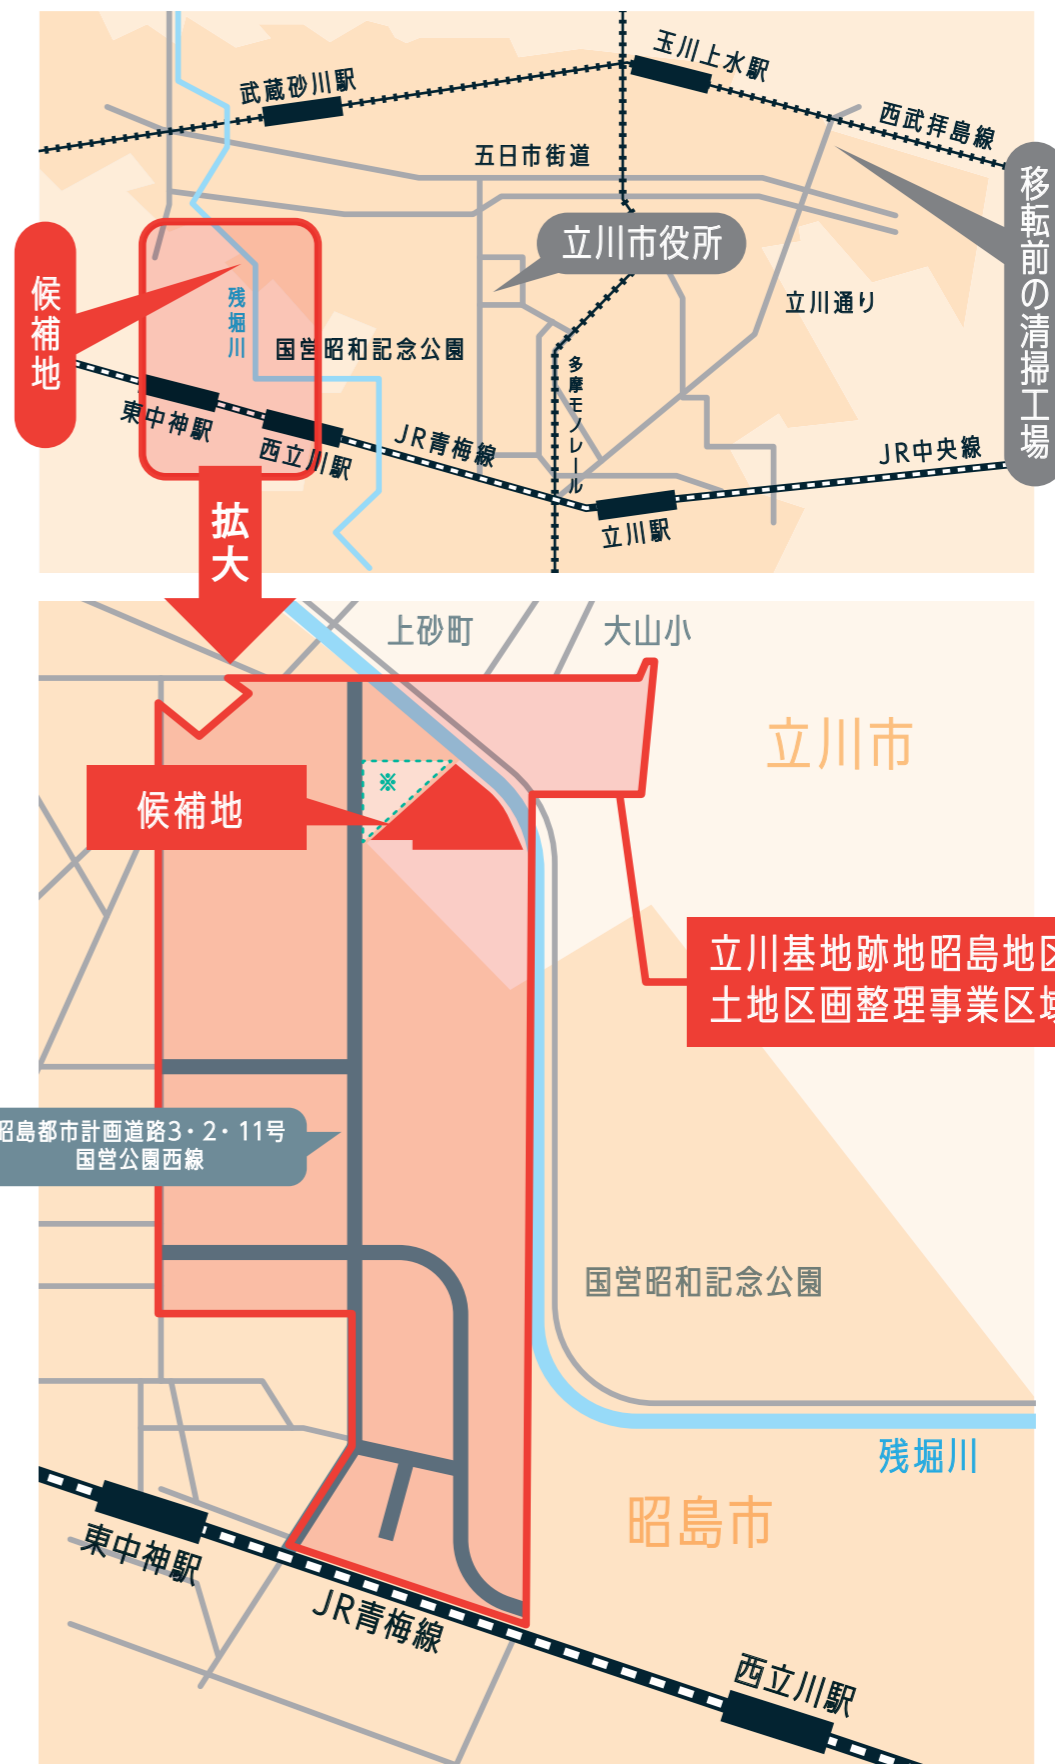 玉川上水駅
武蔵砂川駅
西武拝島線
五日市街道
移転前の清掃工場
立川市役所
候補地
残堀川
立川通り
国営昭和記念公園
多摩モノレール
東中神駅
西立川駅
JR青梅線
JR中央線
立川駅
拡大
上砂町
大山小
立川市
※
候補地
立川基地跡地昭島地区
土地区画整理事業区域
昭島都市計画道路3・2・11号
国営公園西線
国営昭和記念公園
残堀川
昭島市
東中神駅
JR青梅線
西立川駅